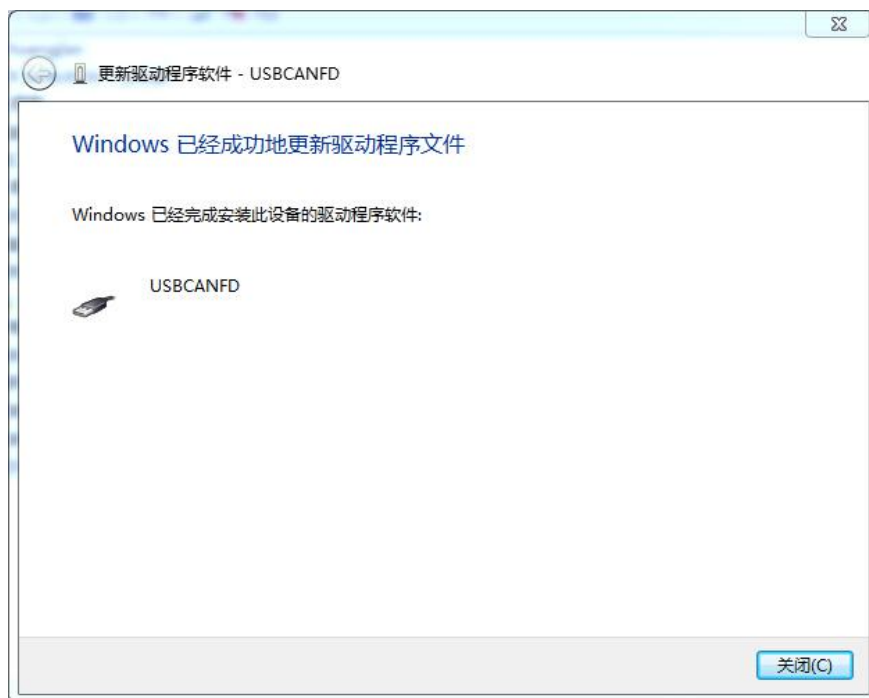 更新驱动程序软件 - USBCANFD
Windows 已经成功地更新驱动程序文件
Windows 已经完成安装此设备的驱动程序软件:
USBCANFD
关闭(C)